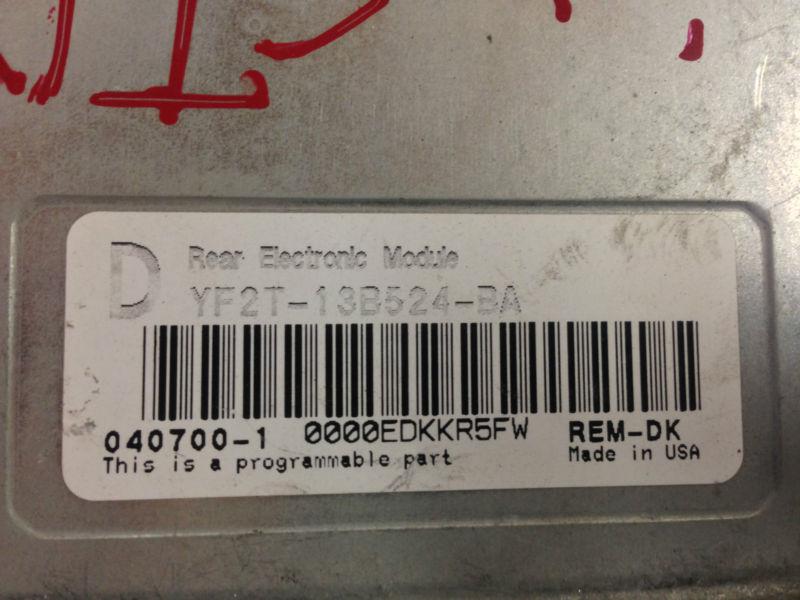 D
Rear Electronic Module
YF2T-13B524-BA
040700-1 0000EDKKR5FW REM-DK
This is a programmable part Made in USA